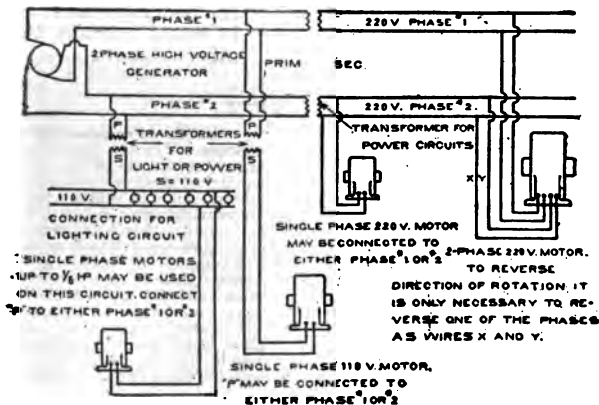 PHASE #1
220 V. PHASE #1
2 PHASE HIGH VOLTAGE
GENERATOR
PRIM
SEC.
PHASE #2
220 V. PHASE #2.
P
P
TRANSFORMERS
FOR
LIGHT OR POWER
S = 110 V
S
S
TRANSFORMER FOR
POWER CIRCUITS
110 V.
X Y
CONNECTION FOR
LIGHTING CIRCUIT
SINGLE PHASE MOTORS
UP TO 1/6 HP MAY BE USED
ON THIS CIRCUIT. CONNECT
"P" TO EITHER PHASE #1 OR #2
SINGLE PHASE 220 V. MOTOR
MAY BE CONNECTED TO
EITHER PHASE #1 OR #2
2-PHASE 220 V. MOTOR.
TO REVERSE
DIRECTION OF ROTATION IT
IS ONLY NECESSARY TO RE-
VERSE ONE OF THE PHASES
AS WIRES X AND Y.
SINGLE PHASE 110 V. MOTOR.
"P" MAY BE CONNECTED TO
EITHER PHASE #1 OR #2